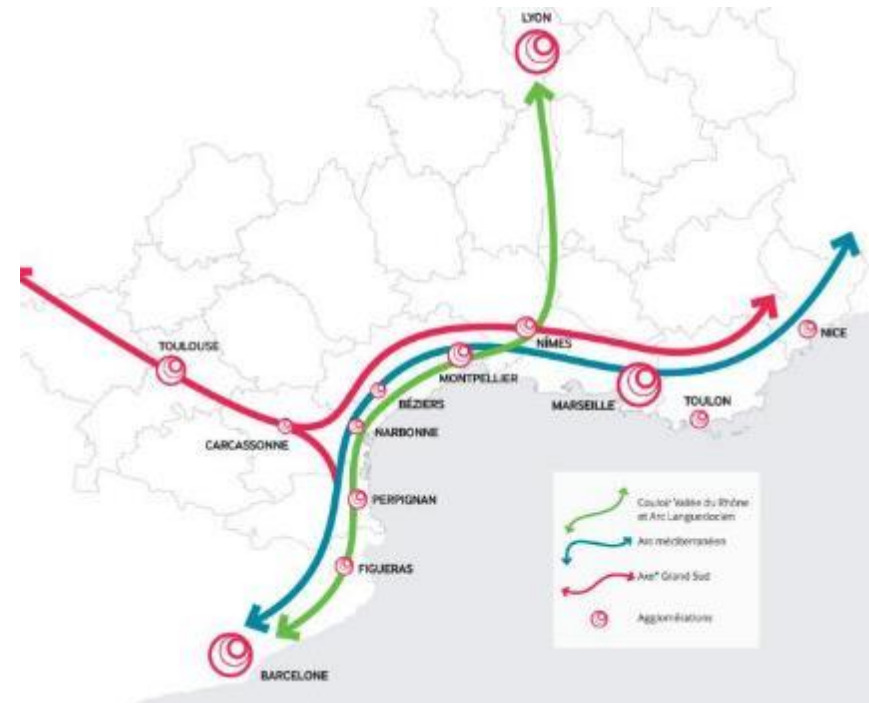 LYON
TOULOUSE
NÎMES
NICE
MONTPELLIER
BÉZIERS
MARSEILLE
TOULON
CARCASSONNE
NARBONNE
PERPIGNAN
FIGUERAS
BARCELONE
Couloir Vallée du Rhône
et Arc Languedocien
Arc méditerranéen
Axe* Grand Sud
Agglomérations